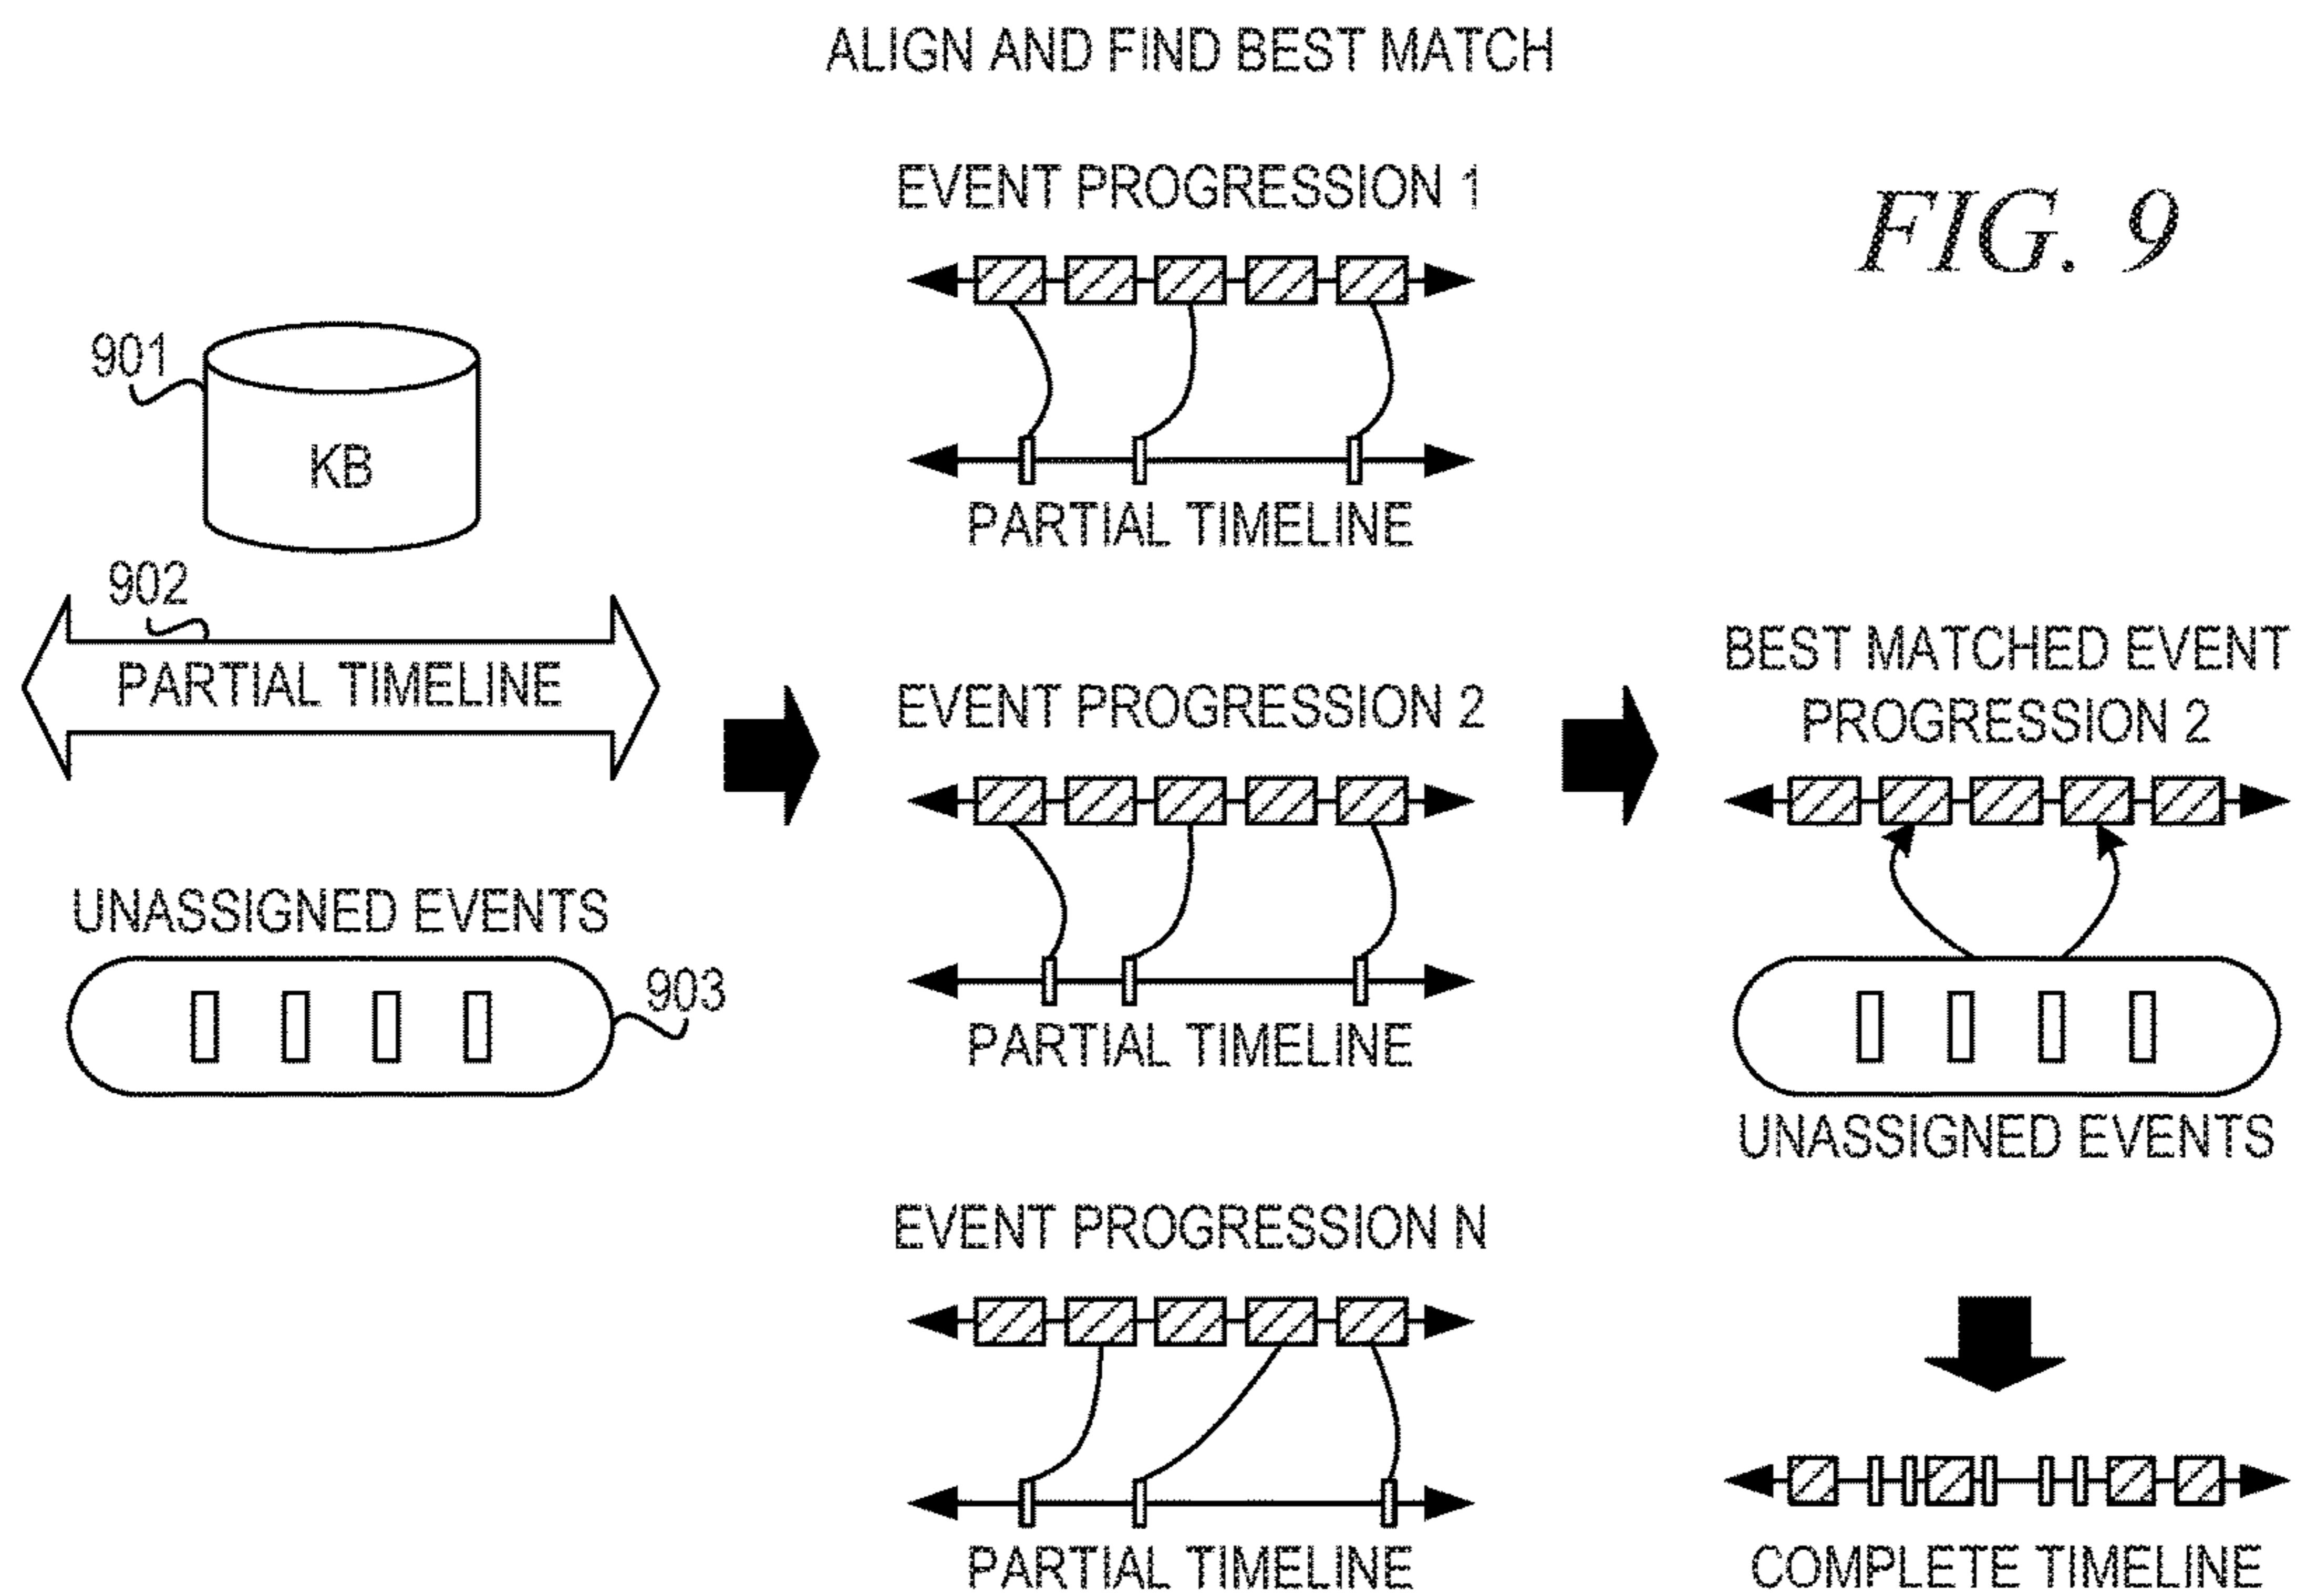 ALIGN AND FIND BEST MATCH
FIG. 9
901
KB
902
PARTIAL TIMELINE
UNASSIGNED EVENTS
903
EVENT PROGRESSION 1
PARTIAL TIMELINE
EVENT PROGRESSION 2
PARTIAL TIMELINE
EVENT PROGRESSION N
PARTIAL TIMELINE
BEST MATCHED EVENT
PROGRESSION 2
UNASSIGNED EVENTS
COMPLETE TIMELINE